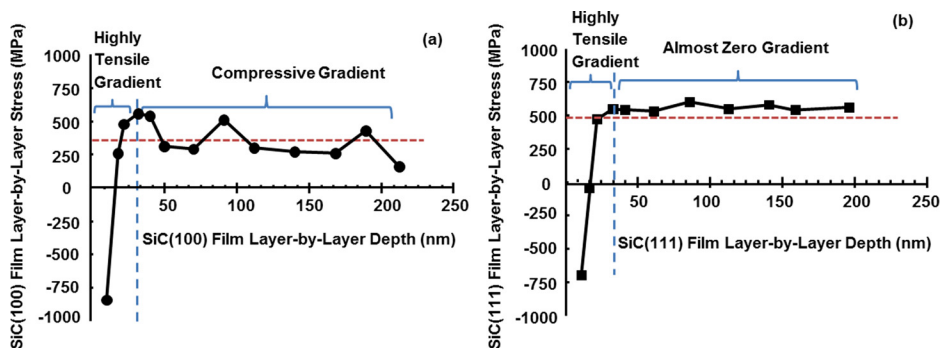 SiC(100) Film Layer-by-Layer Stress (MPa)
(a)
Highly
Tensile
Gradient
Compressive Gradient
1000
750
500
250
0
-250
-500
-750
-1000
50
100
150
200
250
SiC(100) Film Layer-by-Layer Depth (nm)
SiC(111) Film Layer-by-Layer Stress (MPa)
(b)
Highly
Tensile
Gradient
Almost Zero Gradient
1000
750
500
250
0
-250
-500
-750
-1000
50
100
150
200
250
SiC(111) Film Layer-by-Layer Depth (nm)